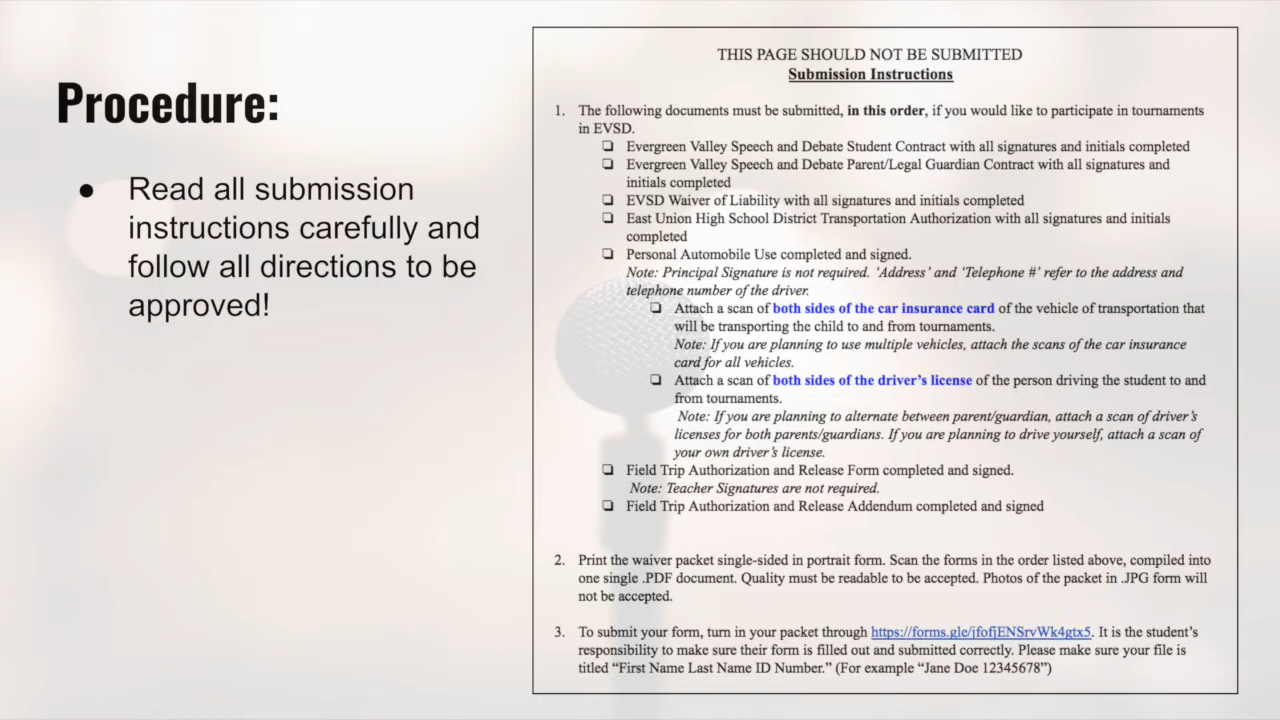 Procedure:
● Read all submission
instructions carefully and
follow all directions to be
approved!
THIS PAGE SHOULD NOT BE SUBMITTED
Submission Instructions
1. The following documents must be submitted, in this order, if you would like to participate in tournaments
in EVSD.
❏ Evergreen Valley Speech and Debate Student Contract with all signatures and initials completed
❏ Evergreen Valley Speech and Debate Parent/Legal Guardian Contract with all signatures and
initials completed
❏ EVSD Waiver of Liability with all signatures and initials completed
❏ East Union High School District Transportation Authorization with all signatures and initials
completed
❏ Personal Automobile Use completed and signed.
Note: Principal Signature is not required. ‘Address’ and ‘Telephone #’ refer to the address and
telephone number of the driver.
❏ Attach a scan of both sides of the car insurance card of the vehicle of transportation that
will be transporting the child to and from tournaments.
Note: If you are planning to use multiple vehicles, attach the scans of the car insurance
card for all vehicles.
❏ Attach a scan of both sides of the driver’s license of the person driving the student to and
from tournaments.
Note: If you are planning to alternate between parent/guardian, attach a scan of driver’s
licenses for both parents/guardians. If you are planning to drive yourself, attach a scan of
your own driver’s license.
❏ Field Trip Authorization and Release Form completed and signed.
Note: Teacher Signatures are not required.
❏ Field Trip Authorization and Release Addendum completed and signed
2. Print the waiver packet single-sided in portrait form. Scan the forms in the order listed above, compiled into
one single .PDF document. Quality must be readable to be accepted. Photos of the packet in .JPG form will
not be accepted.
3. To submit your form, turn in your packet through https://forms.gle/jfofjENSrvWk4gtx5. It is the student’s
responsibility to make sure their form is filled out and submitted correctly. Please make sure your file is
titled “First Name Last Name ID Number.” (For example “Jane Doe 12345678”)